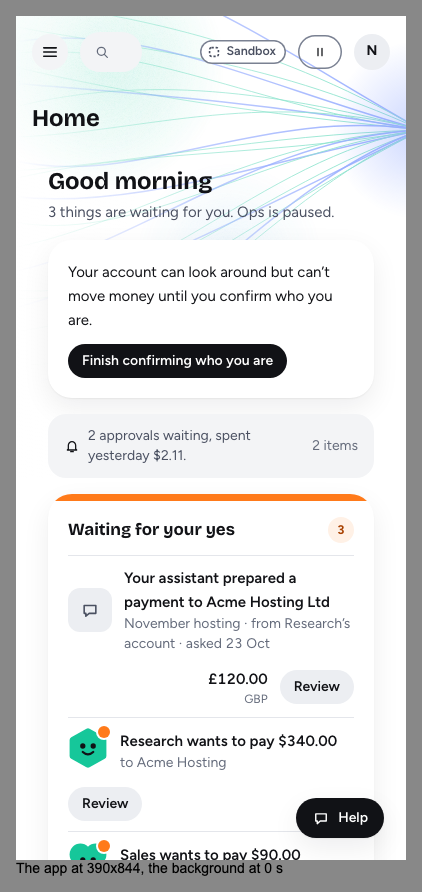 Sandbox
N
Home
Good morning
3 things are waiting for you. Ops is paused.
Your account can look around but can’t
move money until you confirm who you
are.
Finish confirming who you are
2 approvals waiting, spent
yesterday $2.11.
2 items
Waiting for your yes
3
Your assistant prepared a
payment to Acme Hosting Ltd
November hosting · from Research’s
account · asked 23 Oct
£120.00
GBP
Review
Research wants to pay $340.00
to Acme Hosting
Review
Help
Sales wants to pay $90.00
The app at 390x844, the background at 0 s